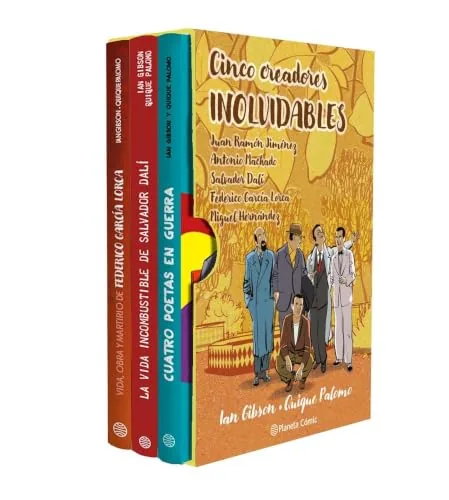 IAN GIBSON - QUIQUE PALOMO
VIDA, OBRA Y MARTIRIO DE FEDERICO GARCÍA LORCA
IAN GIBSON
QUIQUE PALOMO
LA VIDA INCOMBUSTIBLE DE SALVADOR DALÍ
IAN GIBSON Y QUIQUE PALOMO
CUATRO POETAS EN GUERRA
Cinco creadores
INOLVIDABLES
Juan Ramón Jiménez
Antonio Machado
Salvador Dalí
Federico García Lorca
Miguel Hernández
Ian Gibson • Quique Palomo
Planeta Cómic